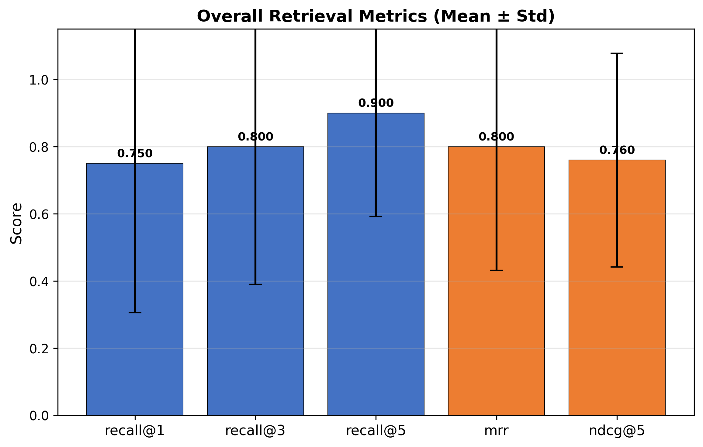 Overall Retrieval Metrics (Mean ± Std)
Score
1.0
0.8
0.6
0.4
0.2
0.0
0.750
0.800
0.900
0.800
0.760
recall@1
recall@3
recall@5
mrr
ndcg@5